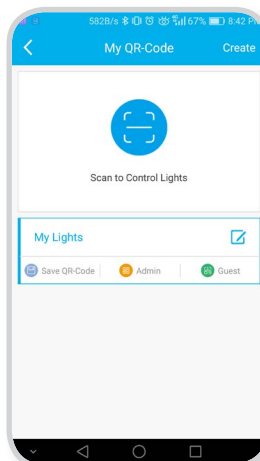 582B/s 67% 8:42 PM
My QR-Code Create
Scan to Control Lights
My Lights
Save QR-Code Admin Guest